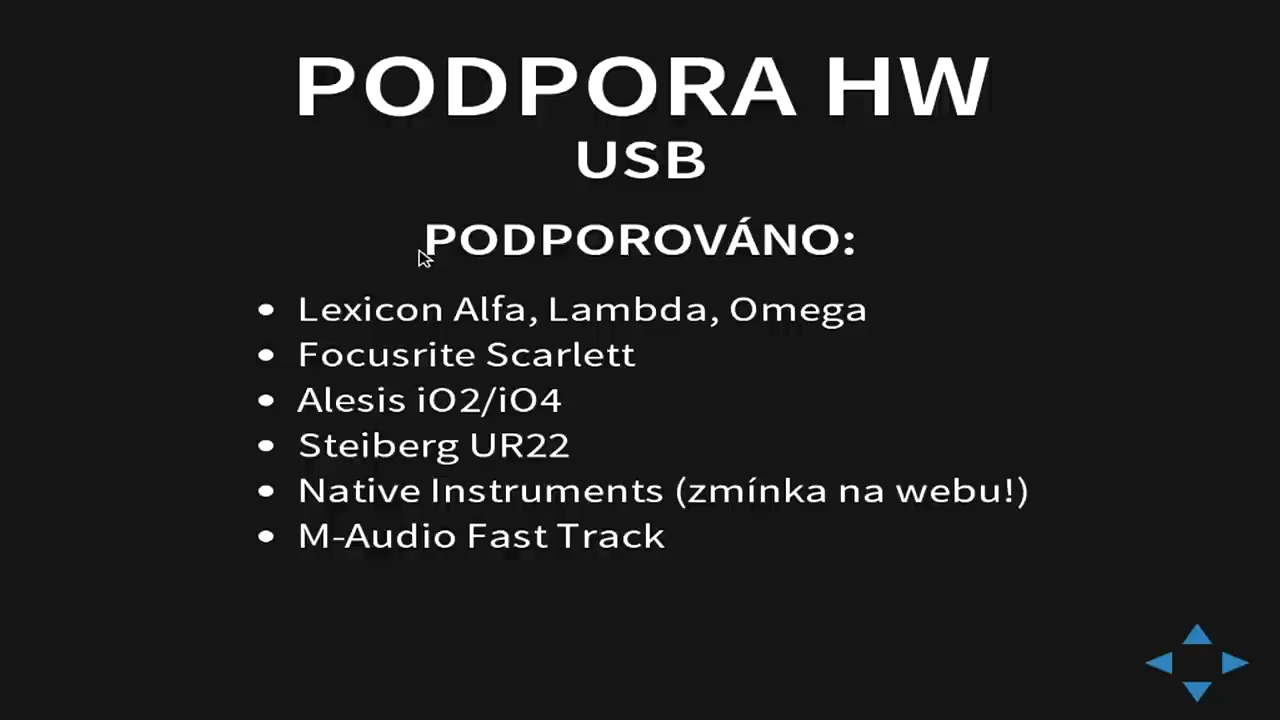 PODPORA HW
USB
PODPOROVÁNO:
• Lexicon Alfa, Lambda, Omega
• Focusrite Scarlett
• Alesis iO2/iO4
• Steiberg UR22
• Native Instruments (zmínka na webu!)
• M-Audio Fast Track